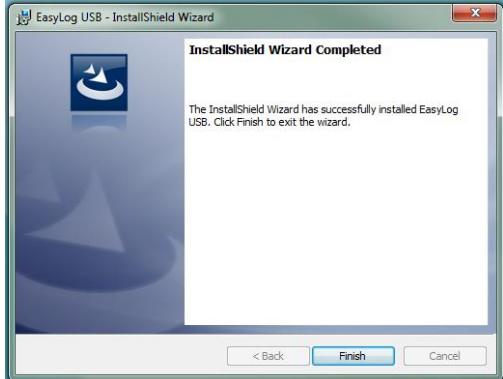 EasyLog USB - InstallShield Wizard
InstallShield Wizard Completed
The InstallShield Wizard has successfully installed EasyLog
USB. Click Finish to exit the wizard.
< Back
Finish
Cancel